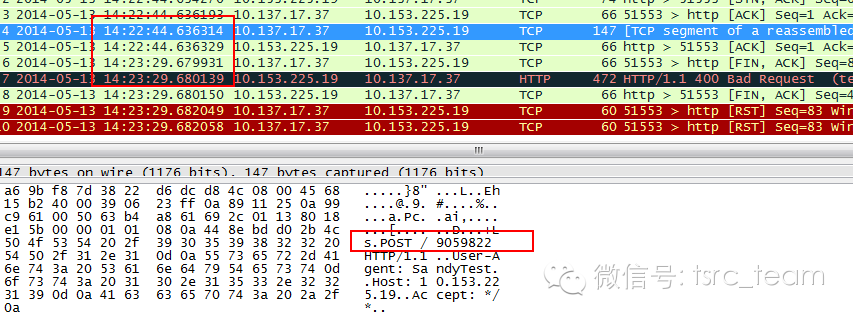 3 2014-05-13 14:22:44.636193 10.137.17.37 10.153.225.19 TCP 66 51553 > http [ACK] Seq=1 Ack=
4 2014-05-13 14:22:44.636314 10.137.17.37 10.153.225.19 TCP 147 [TCP segment of a reassembled
5 2014-05-13 14:22:44.636329 10.153.225.19 10.137.17.37 TCP 66 http > 51553 [ACK] Seq=1 Ack=
6 2014-05-13 14:23:29.679931 10.137.17.37 10.153.225.19 TCP 66 51553 > http [FIN, ACK] Seq=8
7 2014-05-13 14:23:29.680139 10.153.225.19 10.137.17.37 HTTP 472 HTTP/1.1 400 Bad Request (te
8 2014-05-13 14:23:29.680150 10.153.225.19 10.137.17.37 TCP 66 http > 51553 [FIN, ACK] Seq=4
9 2014-05-13 14:23:29.682049 10.137.17.37 10.153.225.19 TCP 60 51553 > http [RST] Seq=83 Win
0 2014-05-13 14:23:29.682058 10.137.17.37 10.153.225.19 TCP 60 51553 > http [RST] Seq=83 Win
147 bytes on wire (1176 bits), 147 bytes captured (1176 bits)
a6 9b f8 7d 38 22 d6 dc d8 4c 08 00 45 68 .....}8" ...L..Eh
15 b2 40 00 39 06 23 ff 0a 89 11 25 0a 99 ....@.9. #....%..
c9 61 00 50 63 b4 a8 61 69 2c 01 13 80 18 ...a.Pc. .ai,....
e1 5b 00 00 01 01 08 0a 44 8e bd d0 2b 4c ...[.... ..D...+L
50 4f 53 54 20 2f 39 30 35 39 38 32 32 20 s.POST / 9059822
54 50 2f 31 2e 31 0d 0a 55 73 65 72 2d 41 HTTP/1.1 ..User-A
6e 74 3a 20 53 61 6e 64 79 54 65 73 74 0d gent: Sa ndyTest.
6f 73 74 3a 20 31 30 2e 31 35 33 2e 32 32 .Host: 1 0.153.22
31 39 0d 0a 41 63 63 65 70 74 3a 20 2a 2f 5.19..Ac cept: */
0a *..
微信号: tsrc_team